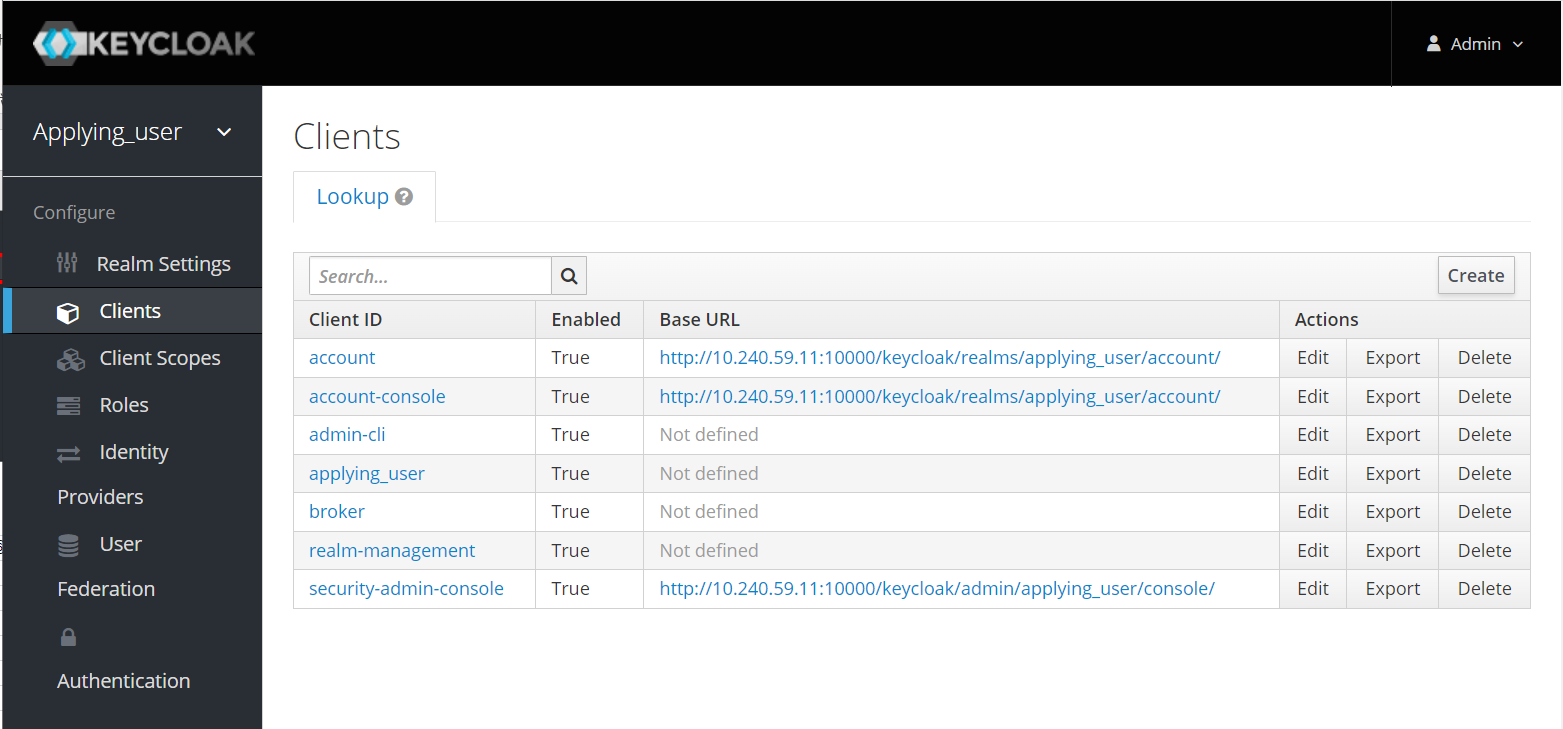 KEYCLOAK
Admin
Applying_user
Configure
Realm Settings
Clients
Client Scopes
Roles
Identity
Providers
User
Federation
Authentication
Clients
Lookup
Search...
Create
Client ID Enabled Base URL Actions
account True http://10.240.59.11:10000/keycloak/realms/applying_user/account/ Edit Export Delete
account-console True http://10.240.59.11:10000/keycloak/realms/applying_user/account/ Edit Export Delete
admin-cli True Not defined Edit Export Delete
applying_user True Not defined Edit Export Delete
broker True Not defined Edit Export Delete
realm-management True Not defined Edit Export Delete
security-admin-console True http://10.240.59.11:10000/keycloak/admin/applying_user/console/ Edit Export Delete